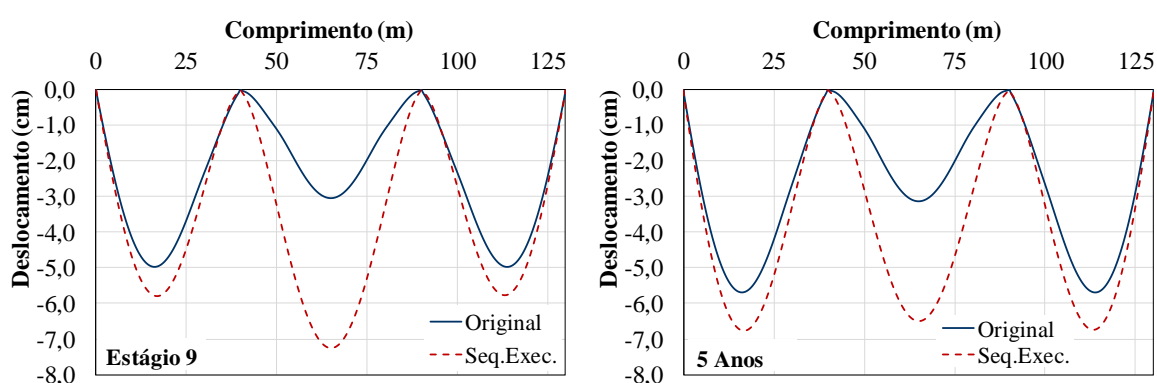 Comprimento (m)
0 25 50 75 100 125
Deslocamento (cm)
0,0
-1,0
-2,0
-3,0
-4,0
-5,0
-6,0
-7,0
-8,0
Original
Seq.Exec.
Estágio 9
Comprimento (m)
0 25 50 75 100 125
Deslocamento (cm)
0,0
-1,0
-2,0
-3,0
-4,0
-5,0
-6,0
-7,0
-8,0
Original
Seq.Exec.
5 Anos